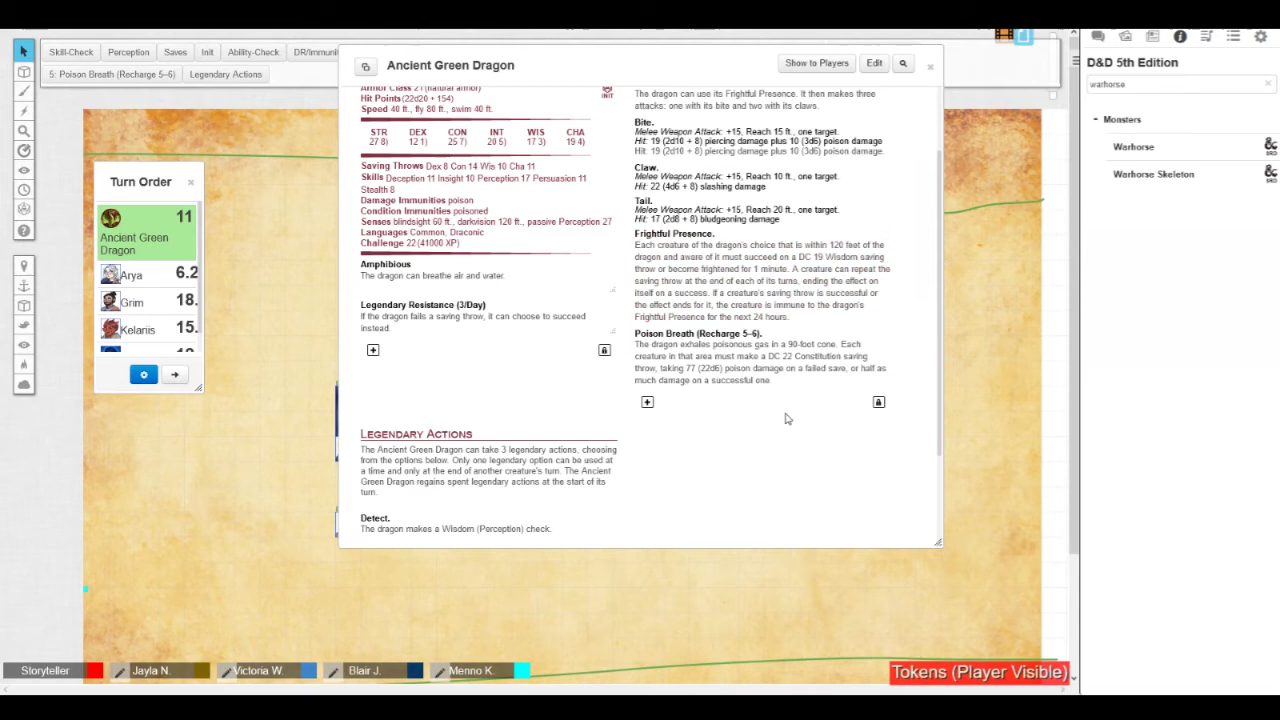 Skill-Check
Perception
Saves
Init
Ability-Check
DR/Immuni
5: Poison Breath (Recharge 5–6)
Legendary Actions
Turn Order
×
11
Ancient Green
Dragon
Arya
6.2
Grim
18.
Kelariis
15.
Ancient Green Dragon
Show to Players
Edit
×
Armor Class 21 (natural armor)
Hit Points (22d20 + 154)
Speed 40 ft., fly 80 ft., swim 40 ft.
INIT
STR DEX CON INT WIS CHA
27 8) 12 1) 25 7) 20 5) 17 3) 19 4)
Saving Throws Dex 8 Con 14 Wis 10 Cha 11
Skills Deception 11 Insight 10 Perception 17 Persuasion 11
Stealth 8
Damage Immunities poison
Condition Immunities poisoned
Senses blindsight 60 ft., darkvision 120 ft., passive Perception 27
Languages Common, Draconic
Challenge 22 (41000 XP)
Amphibious
The dragon can breathe air and water.
Legendary Resistance (3/Day)
If the dragon fails a saving throw, it can choose to succeed
instead.
Legendary Actions
The Ancient Green Dragon can take 3 legendary actions, choosing
from the options below. Only one legendary option can be used at
a time and only at the end of another creature's turn. The Ancient
Green Dragon regains spent legendary actions at the start of its
turn.
Detect.
The dragon makes a Wisdom (Perception) check.
The dragon can use its Frightful Presence. It then makes three
attacks: one with its bite and two with its claws.
Bite.
Melee Weapon Attack: +15, Reach 15 ft., one target.
Hit: 19 (2d10 + 8) piercing damage plus 10 (3d6) poison damage
Hit: 19 (2d10 + 8) piercing damage plus 10 (3d6) poison damage.
Claw.
Melee Weapon Attack: +15, Reach 10 ft., one target.
Hit: 22 (4d6 + 8) slashing damage
Tail.
Melee Weapon Attack: +15, Reach 20 ft., one target.
Hit: 17 (2d8 + 8) bludgeoning damage
Frightful Presence.
Each creature of the dragon's choice that is within 120 feet of the
dragon and aware of it must succeed on a DC 19 Wisdom saving
throw or become frightened for 1 minute. A creature can repeat the
saving throw at the end of each of its turns, ending the effect on
itself on a success. If a creature's saving throw is successful or
the effect ends for it, the creature is immune to the dragon's
Frightful Presence for the next 24 hours.
Poison Breath (Recharge 5–6).
The dragon exhales poisonous gas in a 90-foot cone. Each
creature in that area must make a DC 22 Constitution saving
throw, taking 77 (22d6) poison damage on a failed save, or half as
much damage on a successful one.
D&D 5th Edition
warhorse
×
Monsters
Warhorse
SRD
Warhorse Skeleton
SRD
Storyteller
Jayla N.
Victoria W.
Blair J.
Menno K.
Tokens (Player Visible)